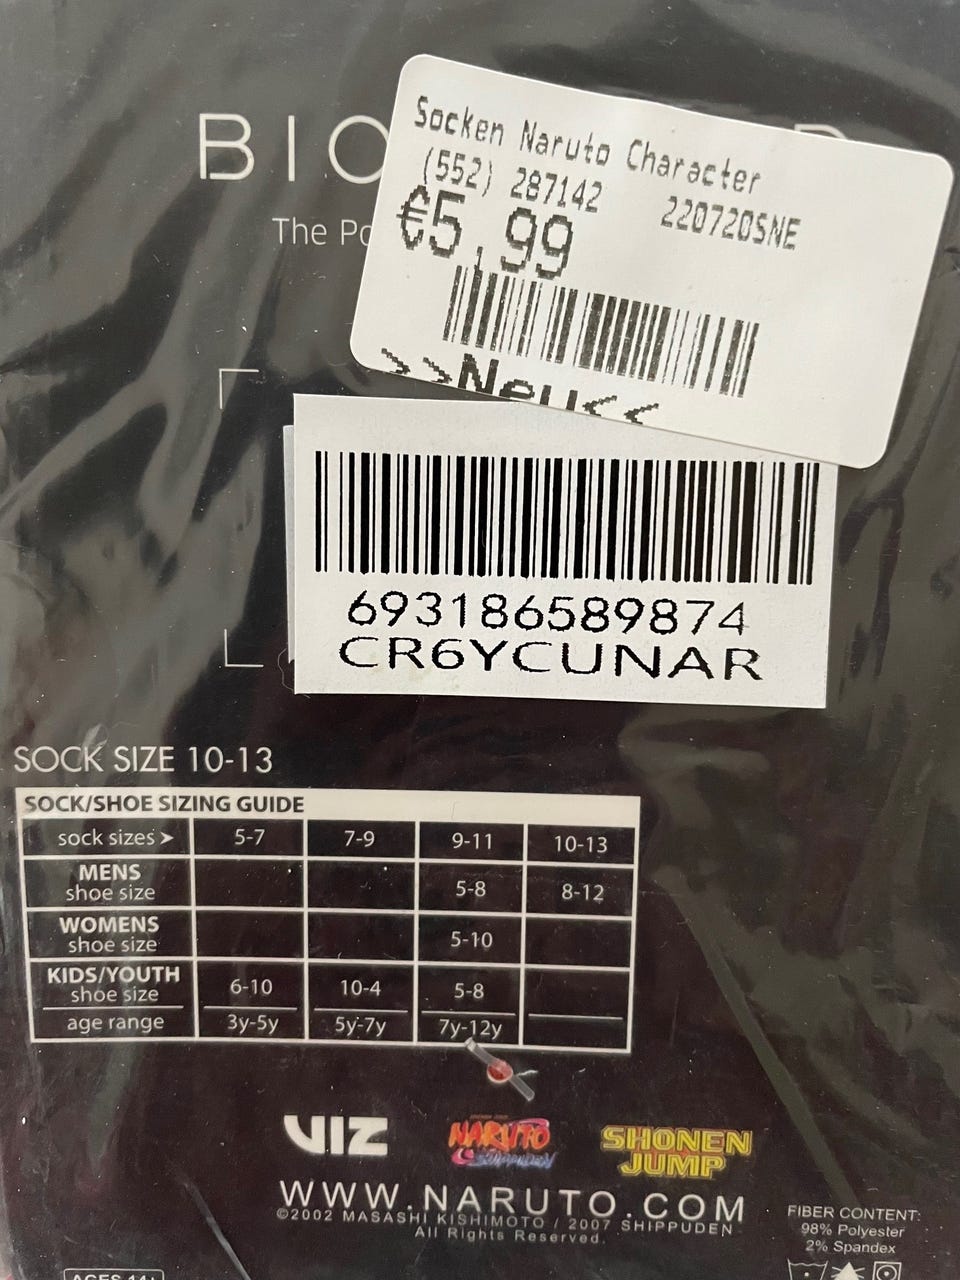 BIO
The Po
Socken Naruto Character
(552) 287142 220720SNE
€5,99
>>Neu<<
693186589874
CR6YCUNAR
SOCK SIZE 10-13
SOCK/SHOE SIZING GUIDE
sock sizes➤ 5-7 7-9 9-11 10-13
MENS
shoe size 5-8 8-12
WOMENS
shoe size 5-10
KIDS/YOUTH
shoe size 6-10 10-4 5-8
age range 3y-5y 5y-7y 7y-12y
VIZ NARUTO SHIPPUDEN SHONEN JUMP
WWW.NARUTO.COM
©2002 MASASHI KISHIMOTO / 2007 SHIPPUDEN
All Rights Reserved.
FIBER CONTENT:
98% Polyester
2% Spandex
AGES 14+